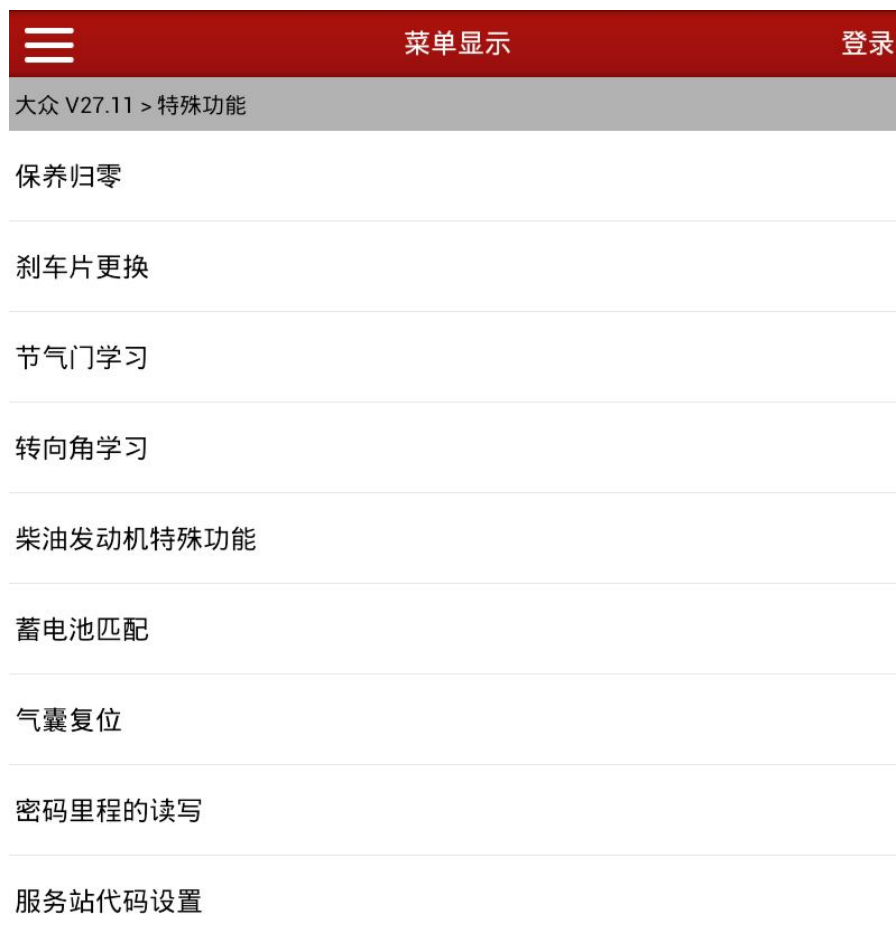 菜单显示 登录
大众 V27.11 > 特殊功能
保养归零
刹车片更换
节气门学习
转向角学习
柴油发动机特殊功能
蓄电池匹配
气囊复位
密码里程的读写
服务站代码设置